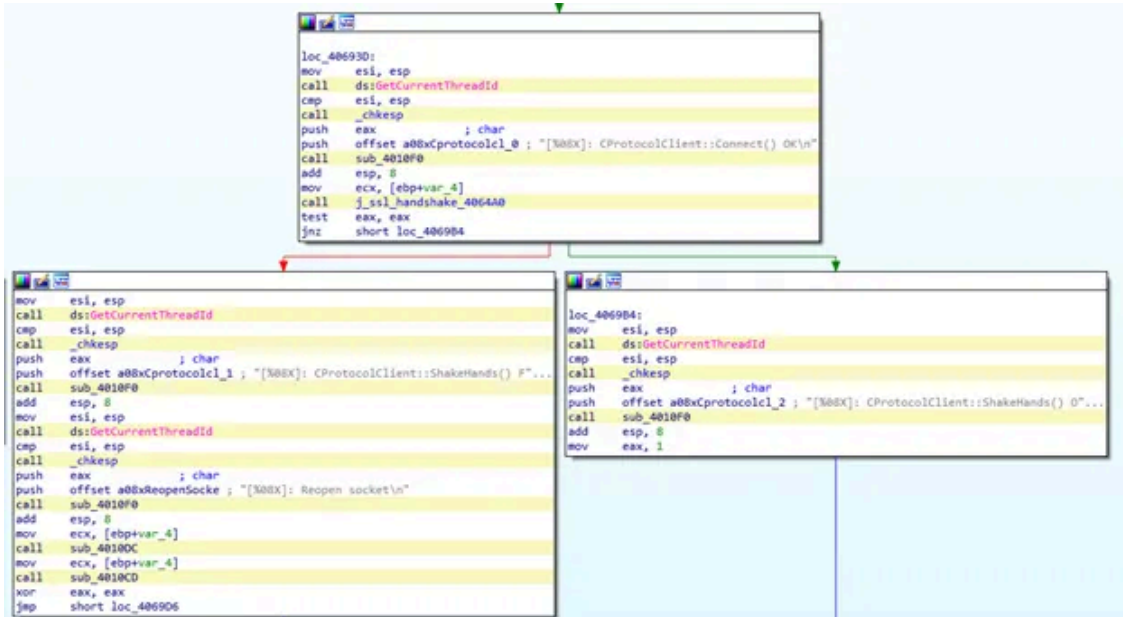 loc_40693D:
mov esi, esp
call ds:GetCurrentThreadId
cmp esi, esp
call _chkesp
push eax ; char
push offset a08xCprotocolcl_0 ; "[%08X]: CProtocolClient::Connect() OK\n"
call sub_4010F0
add esp, 8
mov ecx, [ebp+var_4]
call j_ssl_handshake_4064A0
test eax, eax
jnz short loc_4069B4
mov esi, esp
call ds:GetCurrentThreadId
cmp esi, esp
call _chkesp
push eax ; char
push offset a08xCprotocolcl_1 ; "[%08X]: CProtocolClient::ShakeHands() F"...
call sub_4010F0
add esp, 8
mov esi, esp
call ds:GetCurrentThreadId
cmp esi, esp
call _chkesp
push eax ; char
push offset a08xReopenSocke ; "[%08X]: Reopen socket\n"
call sub_4010F0
add esp, 8
mov ecx, [ebp+var_4]
call sub_4010DC
mov ecx, [ebp+var_4]
call sub_4010CD
xor eax, eax
jmp short loc_4069D6
loc_4069B4:
mov esi, esp
call ds:GetCurrentThreadId
cmp esi, esp
call _chkesp
push eax ; char
push offset a08xCprotocolcl_2 ; "[%08X]: CProtocolClient::ShakeHands() O"...
call sub_4010F0
add esp, 8
mov eax, 1